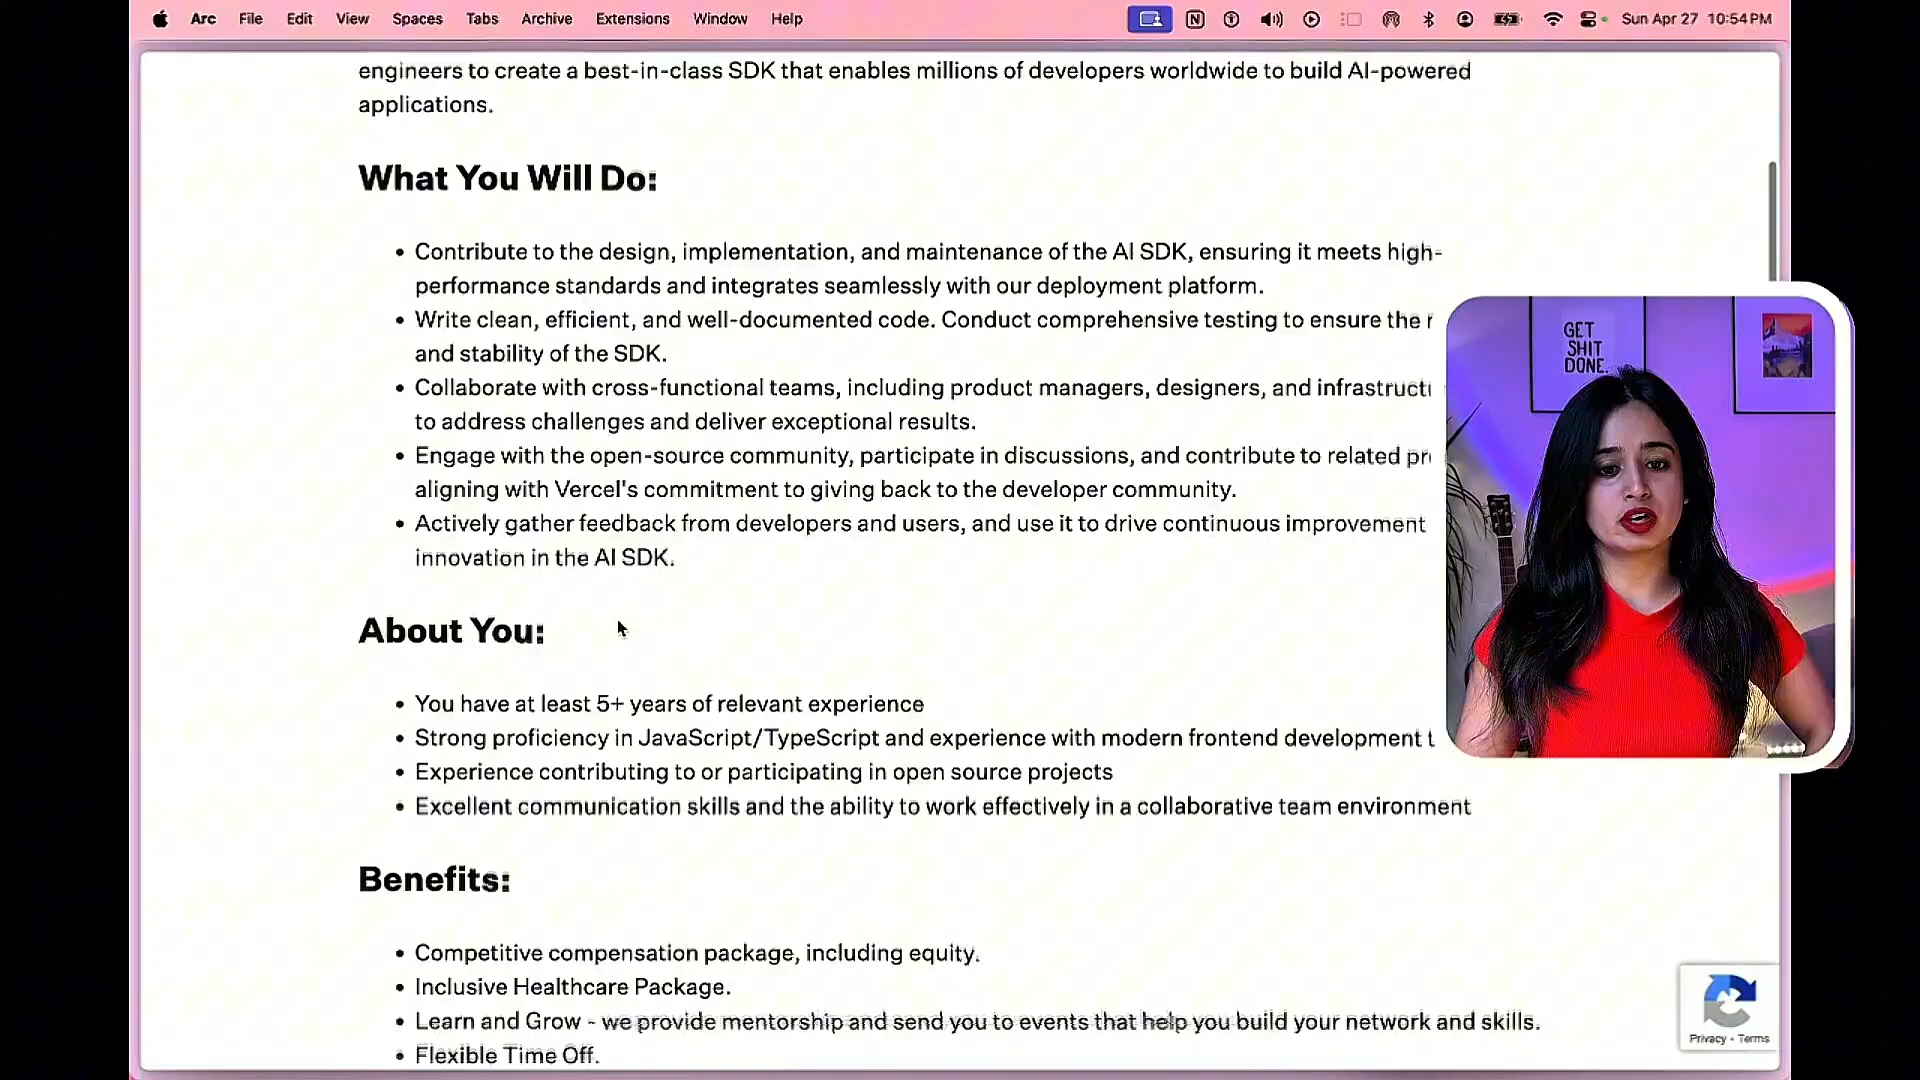 Arc File Edit View Spaces Tabs Archive Extensions Window Help Sun Apr 27 10:54 PM
engineers to create a best-in-class SDK that enables millions of developers worldwide to build AI-powered
applications.
What You Will Do:
• Contribute to the design, implementation, and maintenance of the AI SDK, ensuring it meets high-
performance standards and integrates seamlessly with our deployment platform.
• Write clean, efficient, and well-documented code. Conduct comprehensive testing to ensure the
and stability of the SDK.
• Collaborate with cross-functional teams, including product managers, designers, and
to address challenges and deliver exceptional results.
• Engage with the open-source community, participate in discussions, and contribute to related
aligning with Vercel's commitment to giving back to the developer community.
• Actively gather feedback from developers and users, and use it to drive continuous improvement
innovation in the AI SDK.
About You:
• You have at least 5+ years of relevant experience
• Strong proficiency in JavaScript/TypeScript and experience with modern frontend development
• Experience contributing to or participating in open source projects
• Excellent communication skills and the ability to work effectively in a collaborative team environment
Benefits:
• Competitive compensation package, including equity.
• Inclusive Healthcare Package.
• Learn and Grow - we provide mentorship and send you to events that help you build your network and skills.
• Flexible Time Off.
GET
SHIT
DONE.
Privacy - Terms